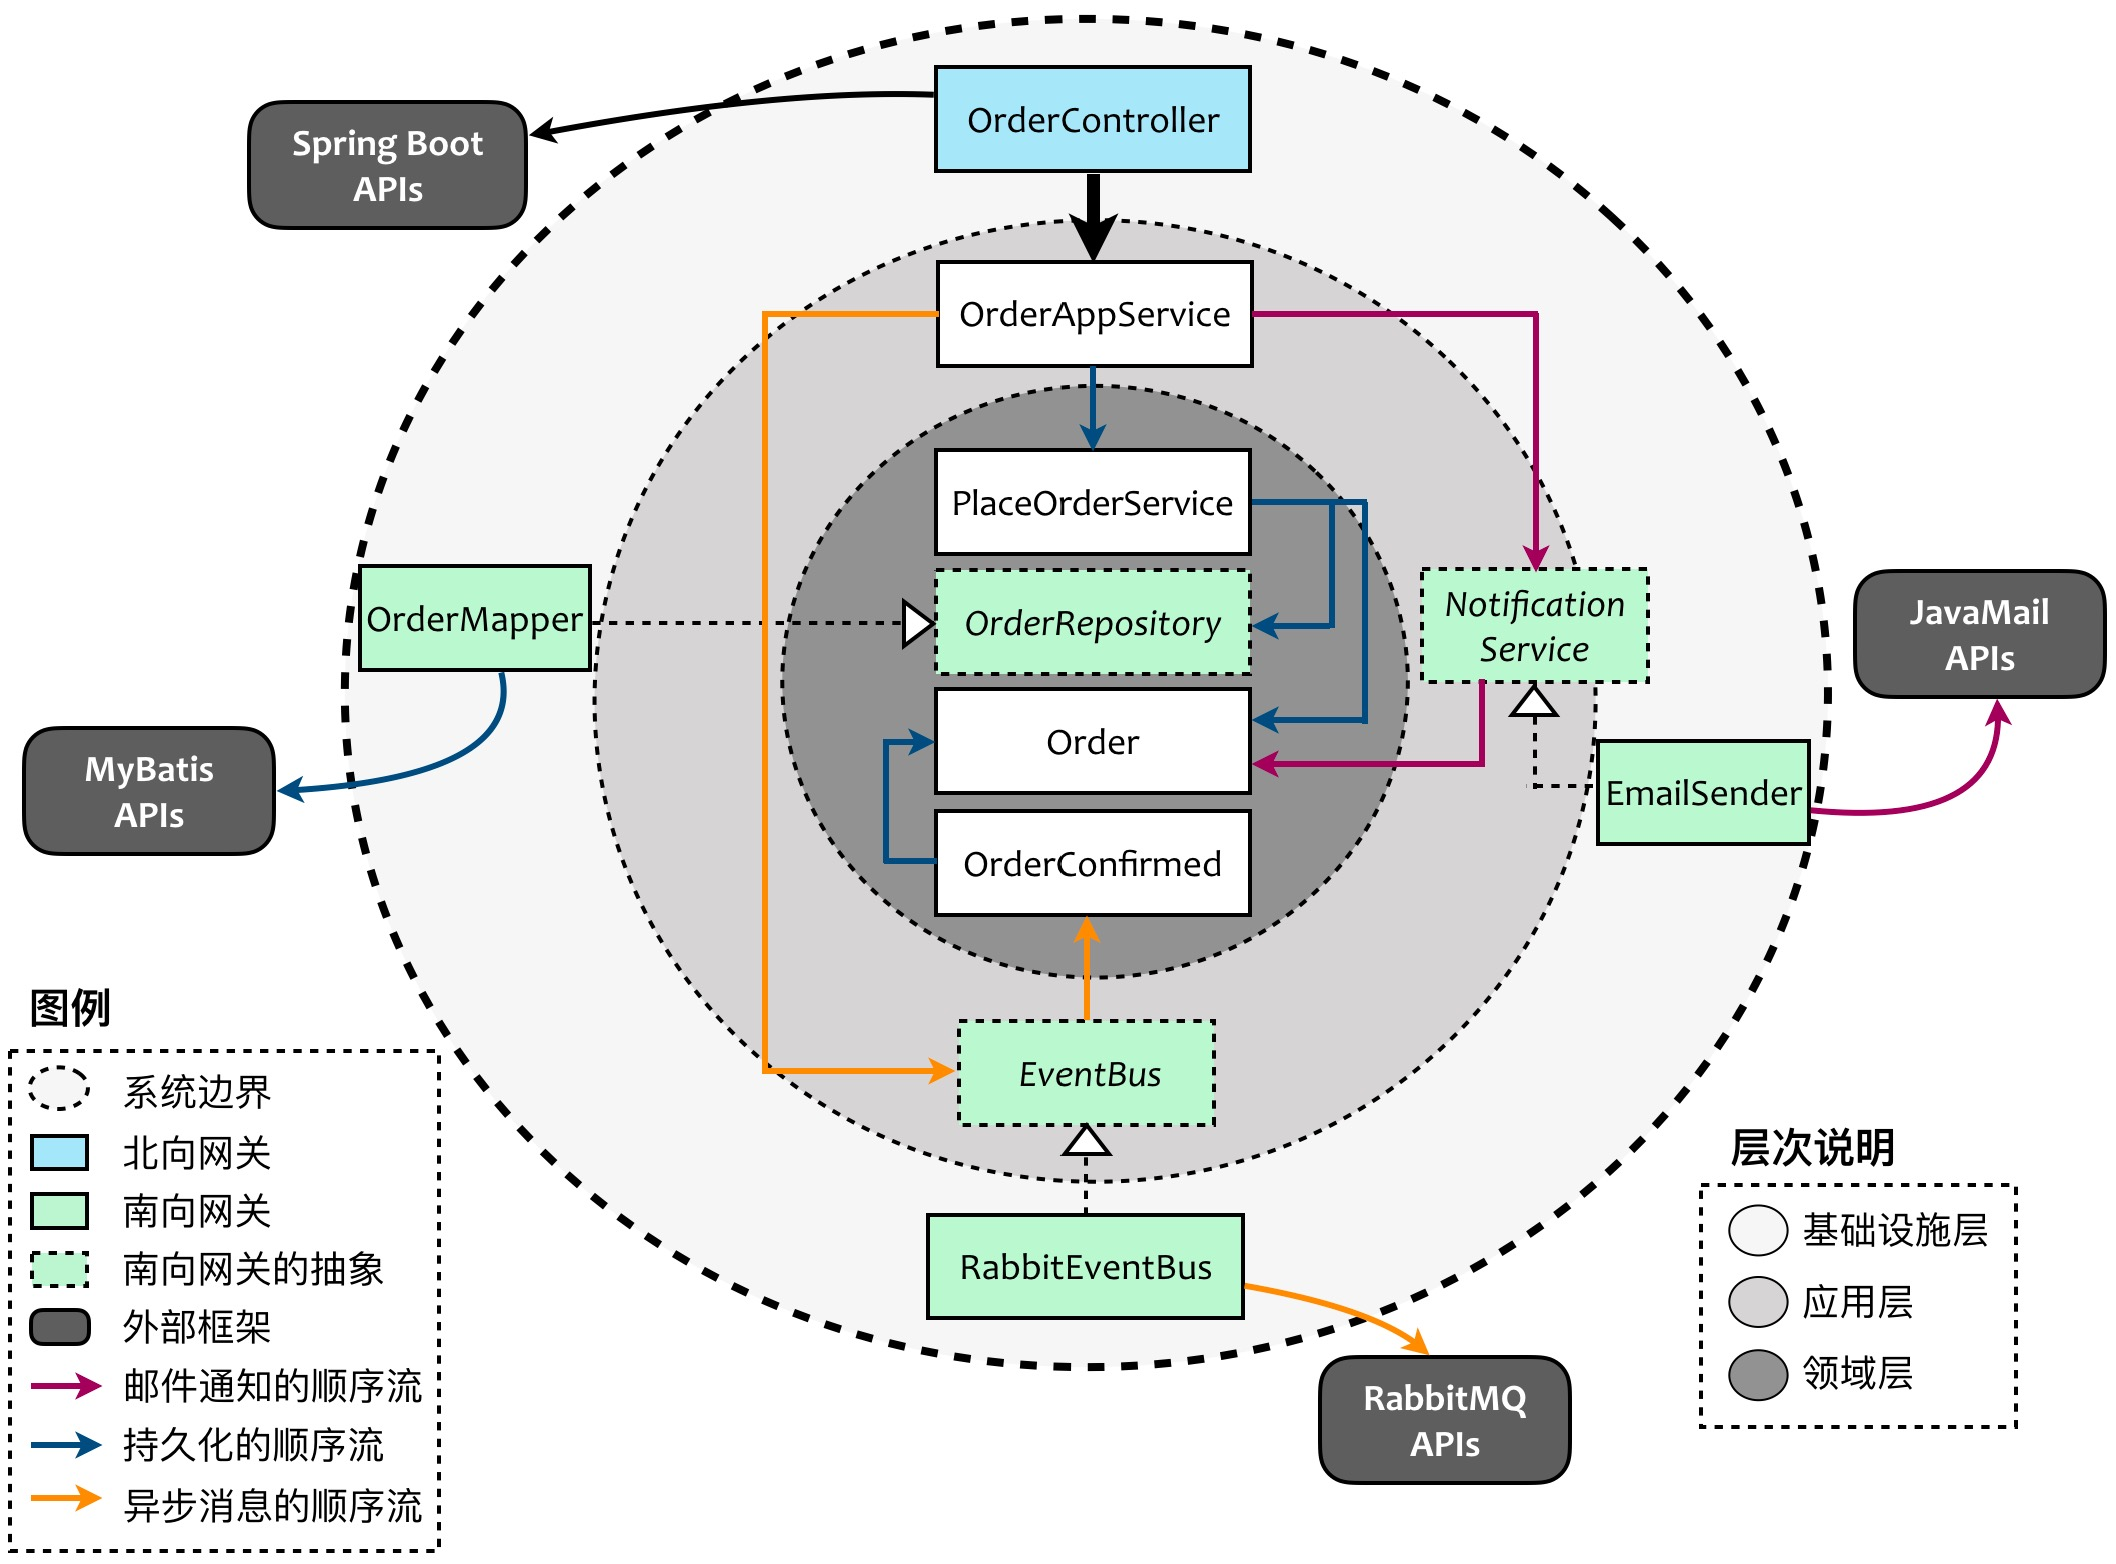 OrderController
Spring Boot
APIs
OrderAppService
PlaceOrderService
OrderMapper
OrderRepository
Notification
Service
JavaMail
APIs
Order
MyBatis
APIs
EmailSender
OrderConfirmed
EventBus
RabbitEventBus
RabbitMQ
APIs
图例
系统边界
北向网关
南向网关
南向网关的抽象
外部框架
邮件通知的顺序流
持久化的顺序流
异步消息的顺序流
层次说明
基础设施层
应用层
领域层